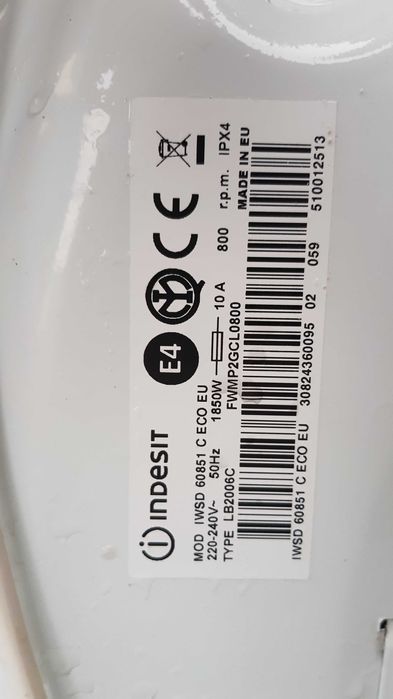 INDESIT
E4
CE
MOD IWSD 60851 C ECO EU
220-240V~ 50Hz 1850W 10 A 800 r.p.m. IPX4
TYPE LB2006C FWMP2GCL0800 MADE IN EU
IWSD 60851 C ECO EU 30824360095 02 059 510012513